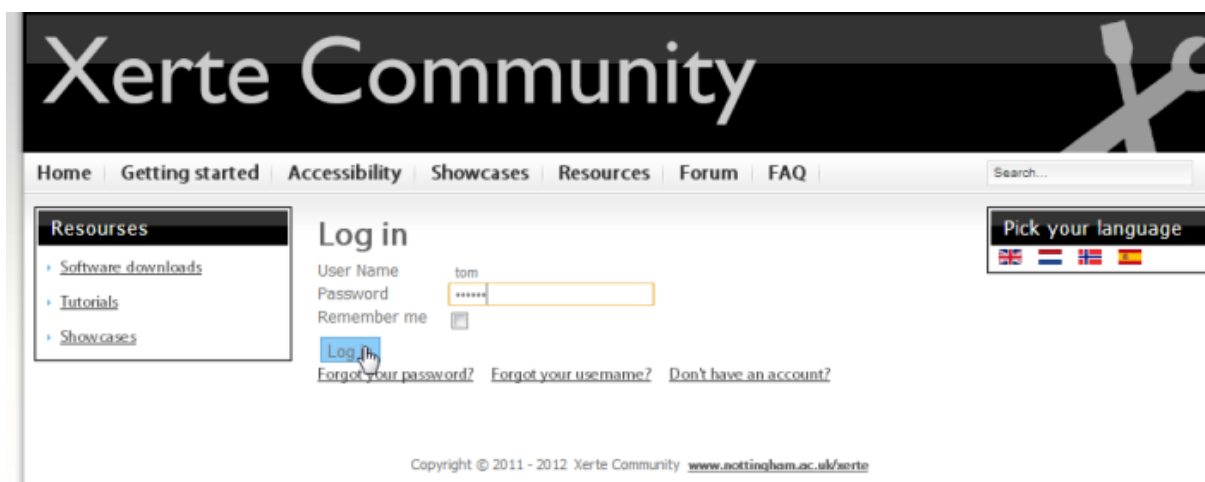 Xerte Community
Home Getting started Accessibility Showcases Resources Forum FAQ Search...
Resourses
Software downloads
Tutorials
Showcases
Log in
User Name tom
Password ••••••
Remember me
Log in
Forgot your password? Forgot your username? Don't have an account?
Pick your language
Copyright © 2011 - 2012 Xerte Community www.nottingham.ac.uk/xerte